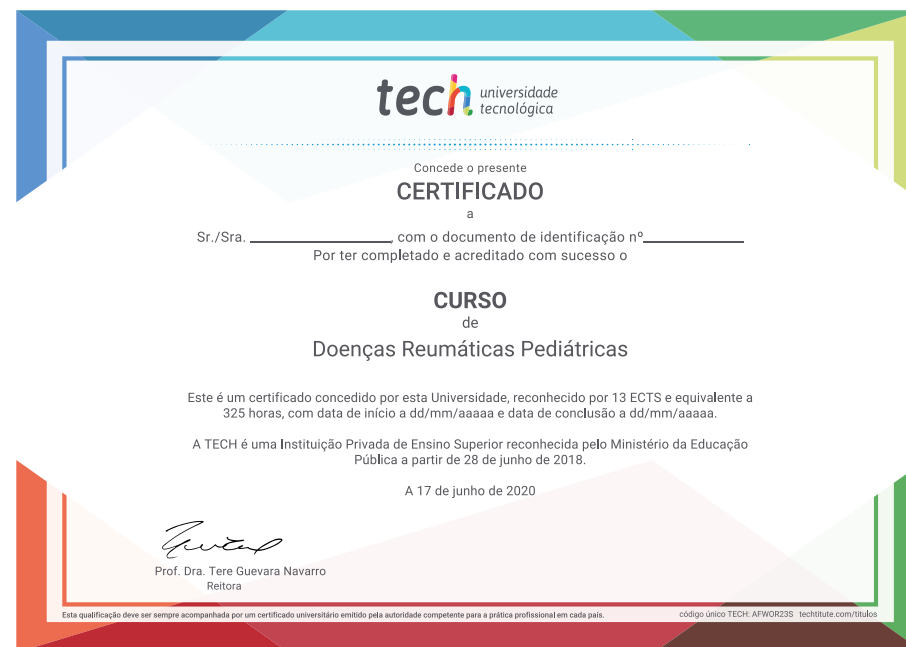 tech universidade
tecnológica
Concede o presente
CERTIFICADO
a
Sr./Sra. ____________________, com o documento de identificação nº______________
Por ter completado e acreditado com sucesso o
CURSO
de
Doenças Reumáticas Pediátricas
Este é um certificado concedido por esta Universidade, reconhecido por 13 ECTS e equivalente a
325 horas, com data de início a dd/mm/aaaaa e data de conclusão a dd/mm/aaaaa.
A TECH é uma Instituição Privada de Ensino Superior reconhecida pelo Ministério da Educação
Pública a partir de 28 de junho de 2018.
A 17 de junho de 2020
Prof. Dra. Tere Guevara Navarro
Reitora
Esta qualificação deve ser sempre acompanhada por um certificado universitário emitido pela autoridade competente para a prática profissional em cada país.
código único TECH: AFWOR23S techtitute.com/titulos